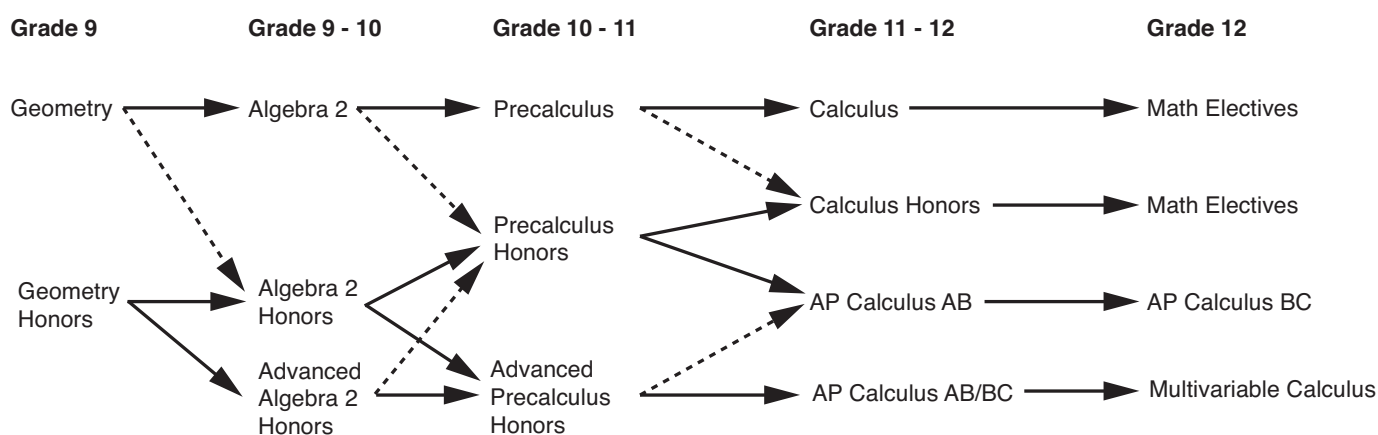 Grade 9 Grade 9 - 10 Grade 10 - 11 Grade 11 - 12 Grade 12
Geometry Algebra 2 Precalculus Calculus Math Electives
Calculus Honors Math Electives
Precalculus
Honors
Geometry
Honors
Algebra 2
Honors
AP Calculus AB AP Calculus BC
Advanced
Algebra 2
Honors
Advanced
Precalculus
Honors
AP Calculus AB/BC Multivariable Calculus